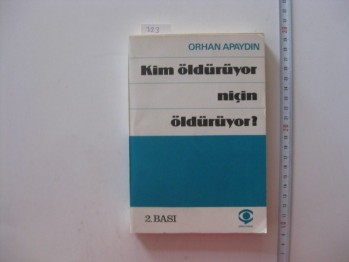 ORHAN APAYDIN
Kim öldürüyor
niçin
öldürüyor?
2. BASI